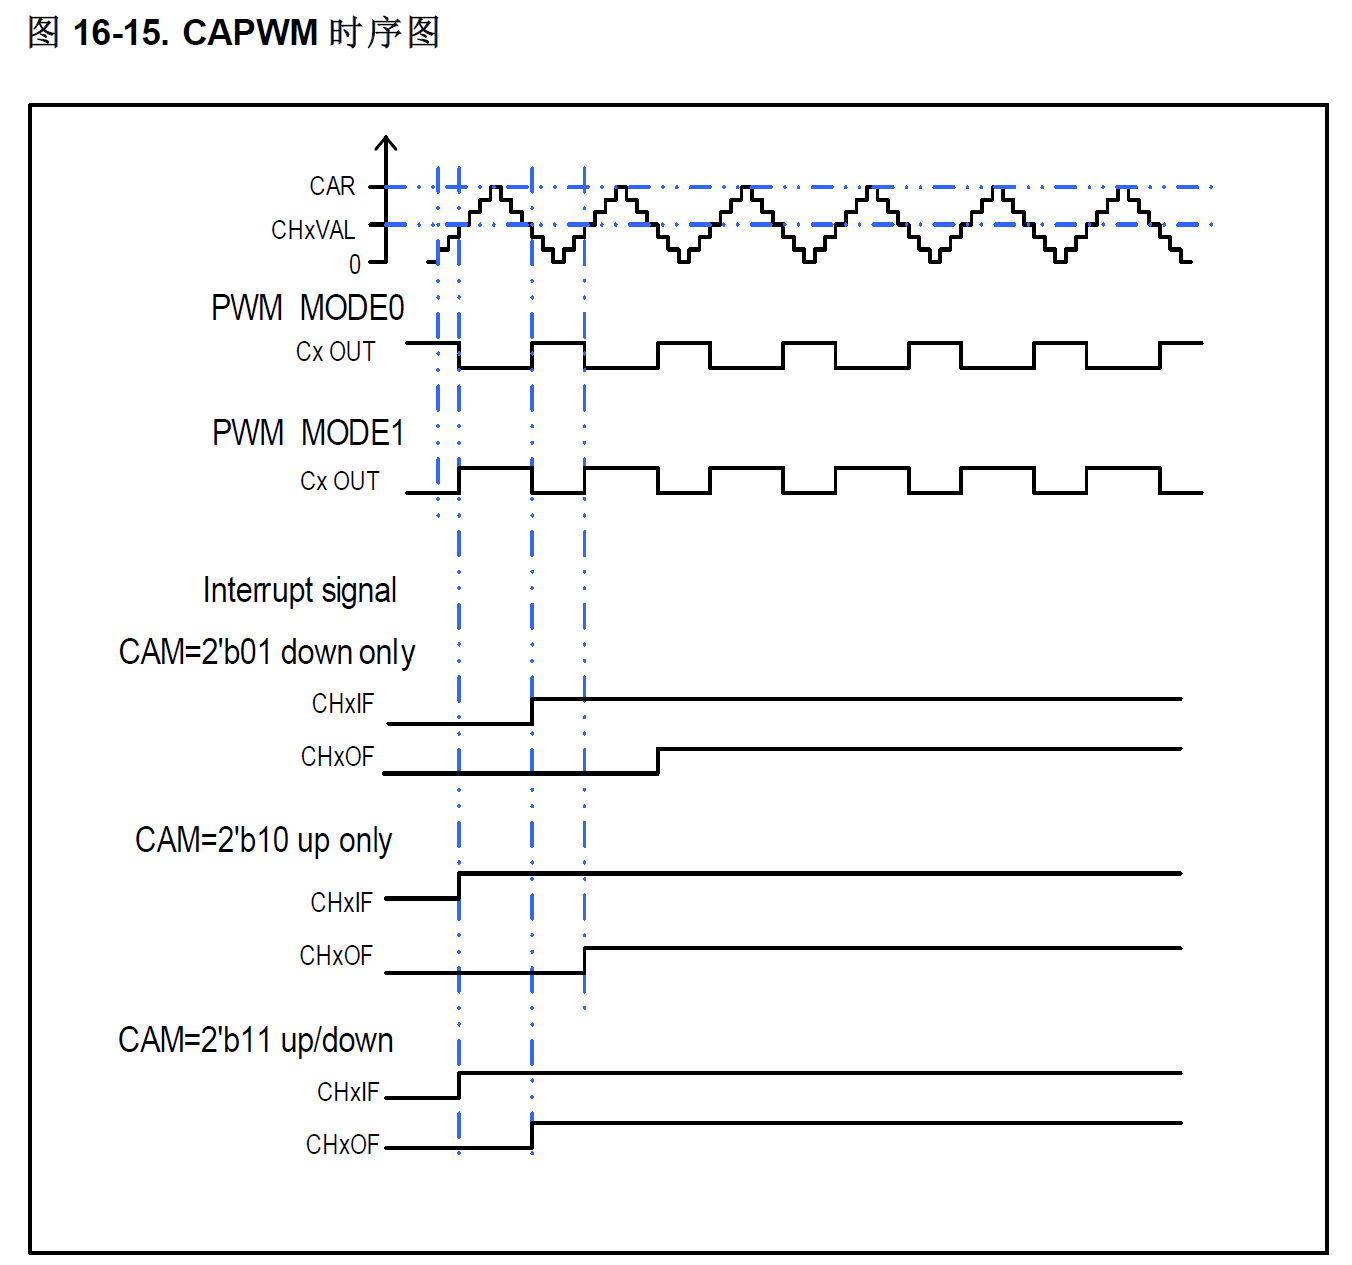 图 16-15. CAPWM 时序图
CAR
CHxVAL
0
PWM MODE0
Cx OUT
PWM MODE1
Cx OUT
Interrupt signal
CAM=2'b01 down only
CHxIF
CHxOF
CAM=2'b10 up only
CHxIF
CHxOF
CAM=2'b11 up/down
CHxIF
CHxOF